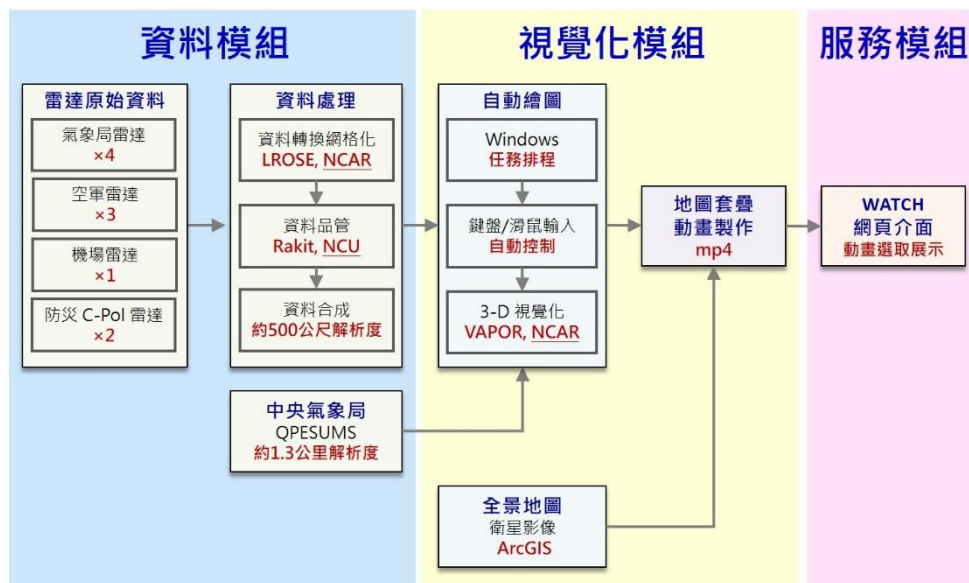 資料模組
雷達原始資料
氣象局雷達
×4
空軍雷達
×3
機場雷達
×1
防災 C-Pol 雷達
×2
資料處理
資料轉換網格化
LROSE, NCAR
資料品管
Rakit, NCU
資料合成
約500公尺解析度
中央氣象局
QPESUMS
約1.3公里解析度
視覺化模組
自動繪圖
Windows
任務排程
鍵盤/滑鼠輸入
自動控制
3-D 視覺化
VAPOR, NCAR
地圖套疊
動畫製作
mp4
全景地圖
衛星影像
ArcGIS
服務模組
WATCH
網頁介面
動畫選取展示